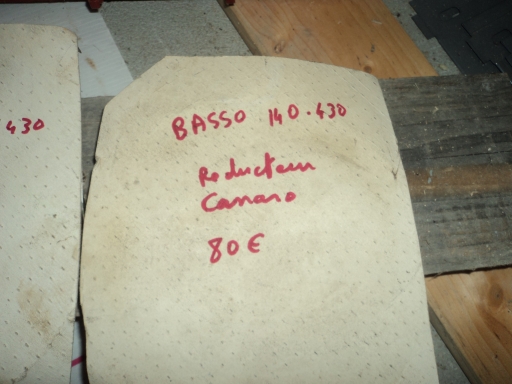 430
BASSO 140.430
Reducteur
Canaro
80 €